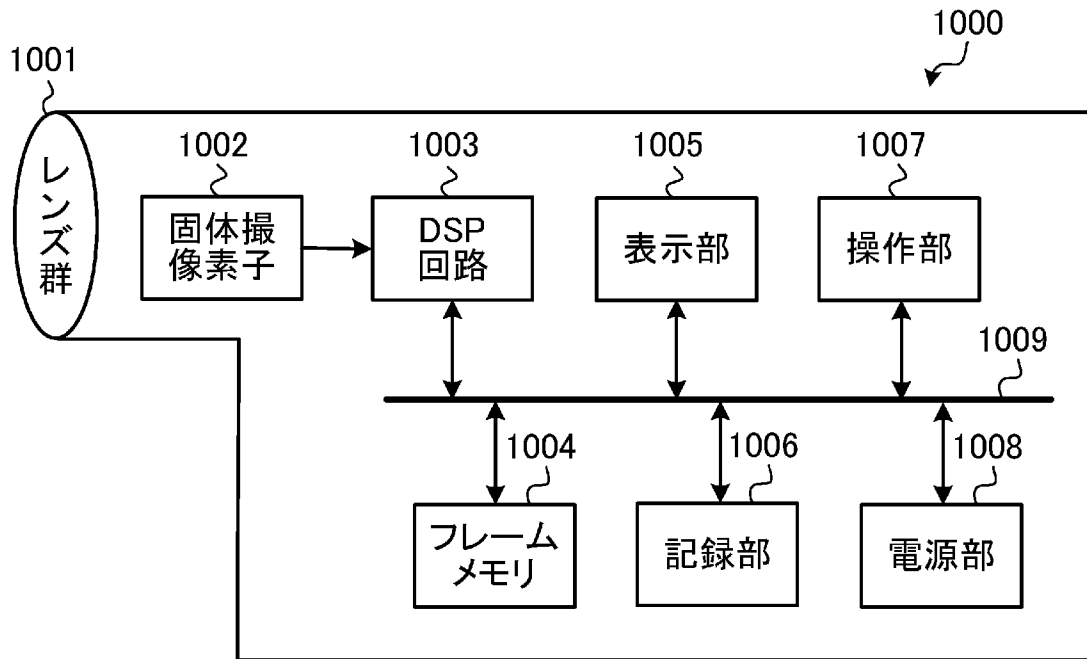 1000
1001
1002
1003
1005
1007
レンズ群
固体撮
像素子
DSP
回路
表示部
操作部
1009
1004
1006
1008
フレーム
メモリ
記録部
電源部